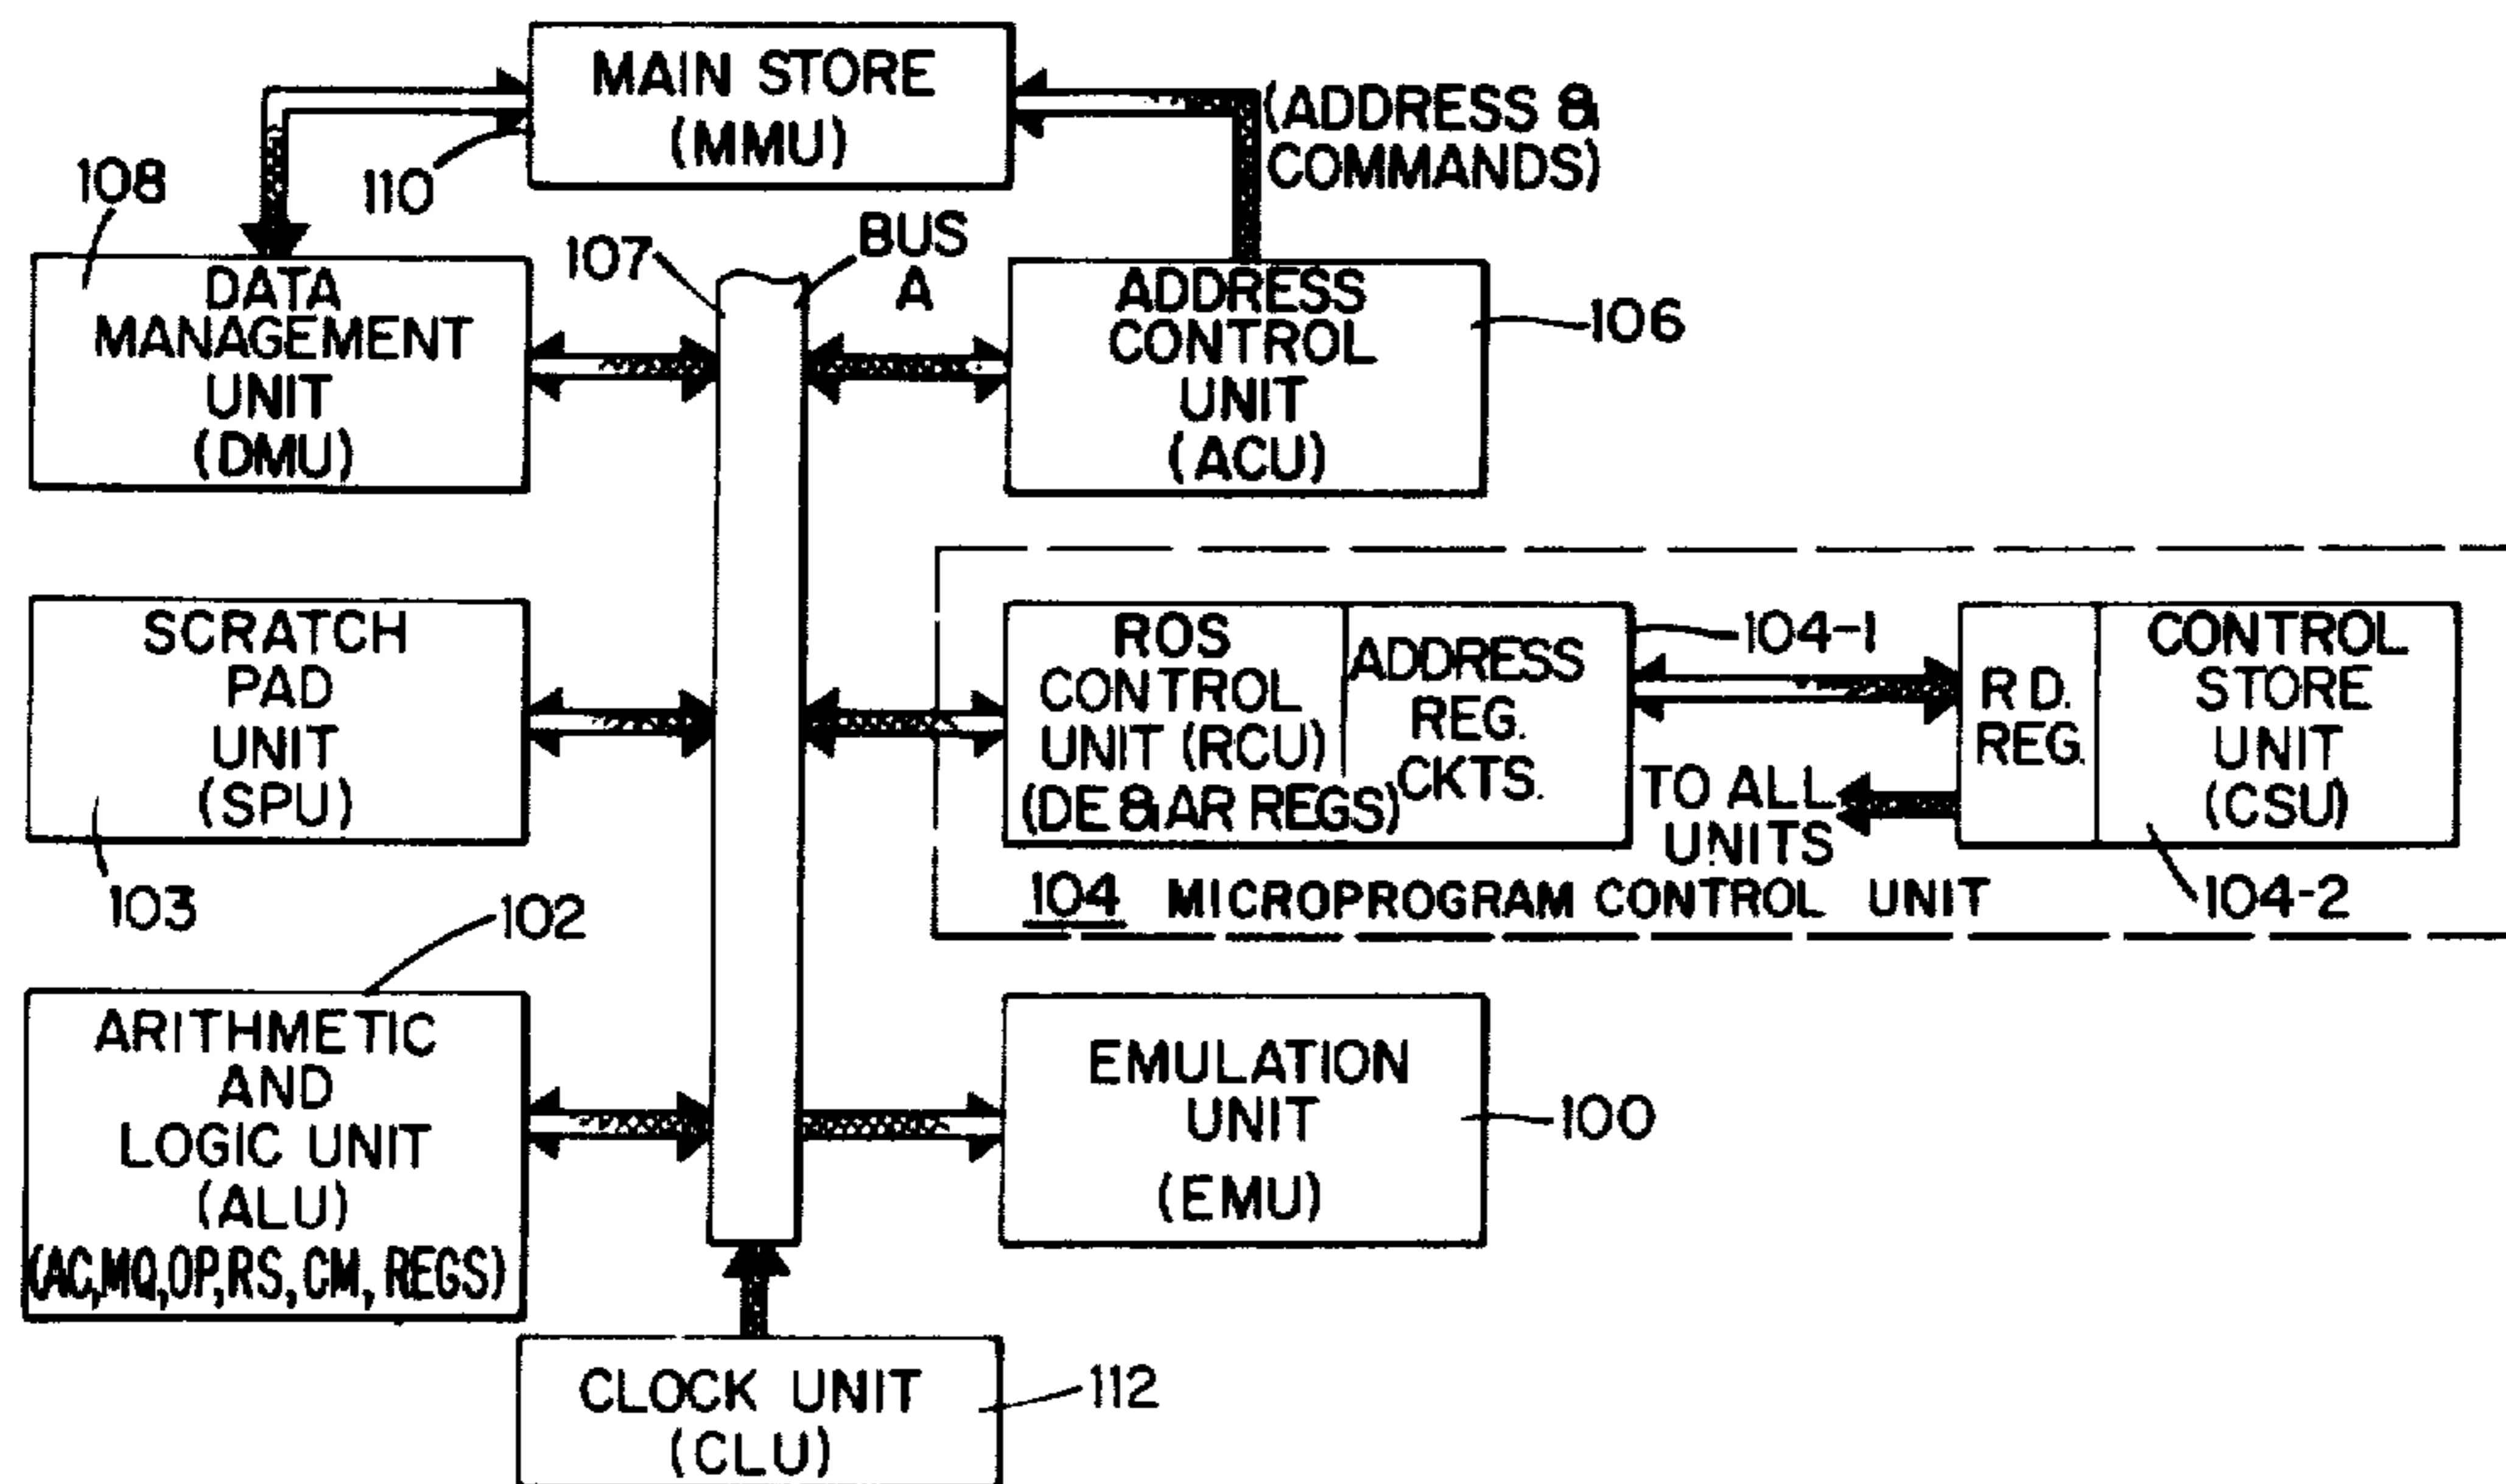 MAIN STORE
(MMU)
110
(ADDRESS &
COMMANDS)
108
DATA
MANAGEMENT
UNIT
(DMU)
107
BUS
A
ADDRESS
CONTROL
UNIT
(ACU)
106
SCRATCH
PAD
UNIT
(SPU)
103
ROS
CONTROL
UNIT (RCU)
(DE & AR REGS)
ADDRESS
REG.
CKTS.
104-1
RD.
REG.
CONTROL
STORE
UNIT
(CSU)
TO ALL
UNITS
104-2
104 MICROPROGRAM CONTROL UNIT
102
ARITHMETIC
AND
LOGIC UNIT
(ALU)
(AC,MQ,OP,RS,CM, REGS)
EMULATION
UNIT
(EMU)
100
CLOCK UNIT
(CLU)
112